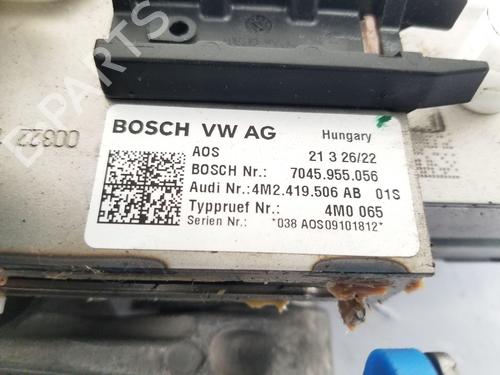 BOSCH VW AG Hungary
AOS 21 3 26/22
BOSCH Nr.: 7045.955.056
Audi Nr.:4M2.419.506 AB 01S
Typpruef Nr.: 4M0 065
Serien Nr.: *038 AOS09101812*
00322